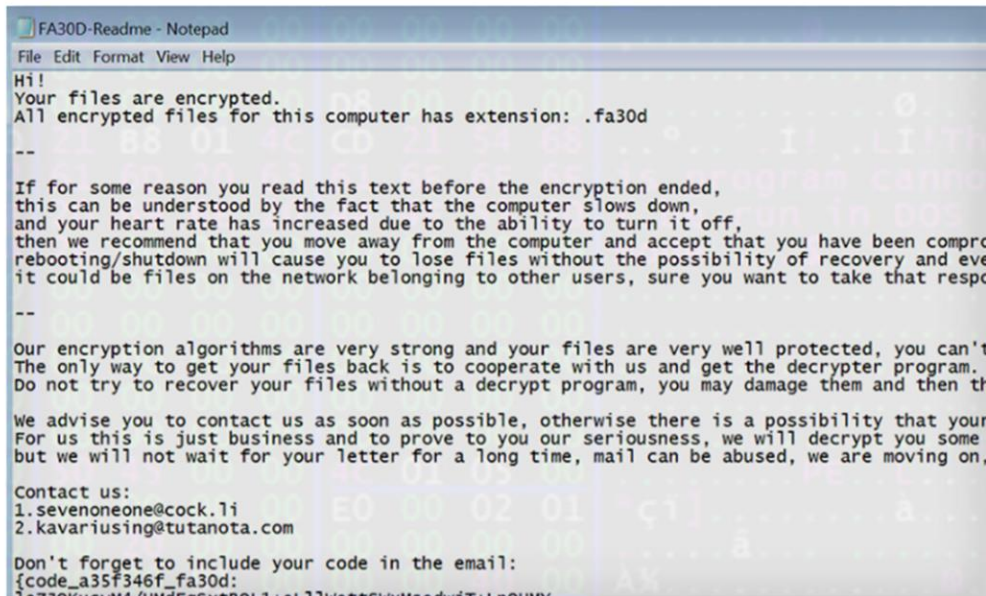 FA30D-Readme - Notepad
File Edit Format View Help
Hi!
Your files are encrypted.
All encrypted files for this computer has extension: .fa30d
--
If for some reason you read this text before the encryption ended,
this can be understood by the fact that the computer slows down,
and your heart rate has increased due to the ability to turn it off,
then we recommend that you move away from the computer and accept that you have been compro
rebooting/shutdown will cause you to lose files without the possibility of recovery and eve
it could be files on the network belonging to other users, sure you want to take that respo
--
Our encryption algorithms are very strong and your files are very well protected, you can't
The only way to get your files back is to cooperate with us and get the decrypter program.
Do not try to recover your files without a decrypt program, you may damage them and then th
We advise you to contact us as soon as possible, otherwise there is a possibility that your
For us this is just business and to prove to you our seriousness, we will decrypt you some
but we will not wait for your letter for a long time, mail can be abused, we are moving on,
Contact us:
1.sevenoneone@cock.li
2.kavariusing@tutanota.com
Don't forget to include your code in the email:
{code_a35f346f_fa30d: